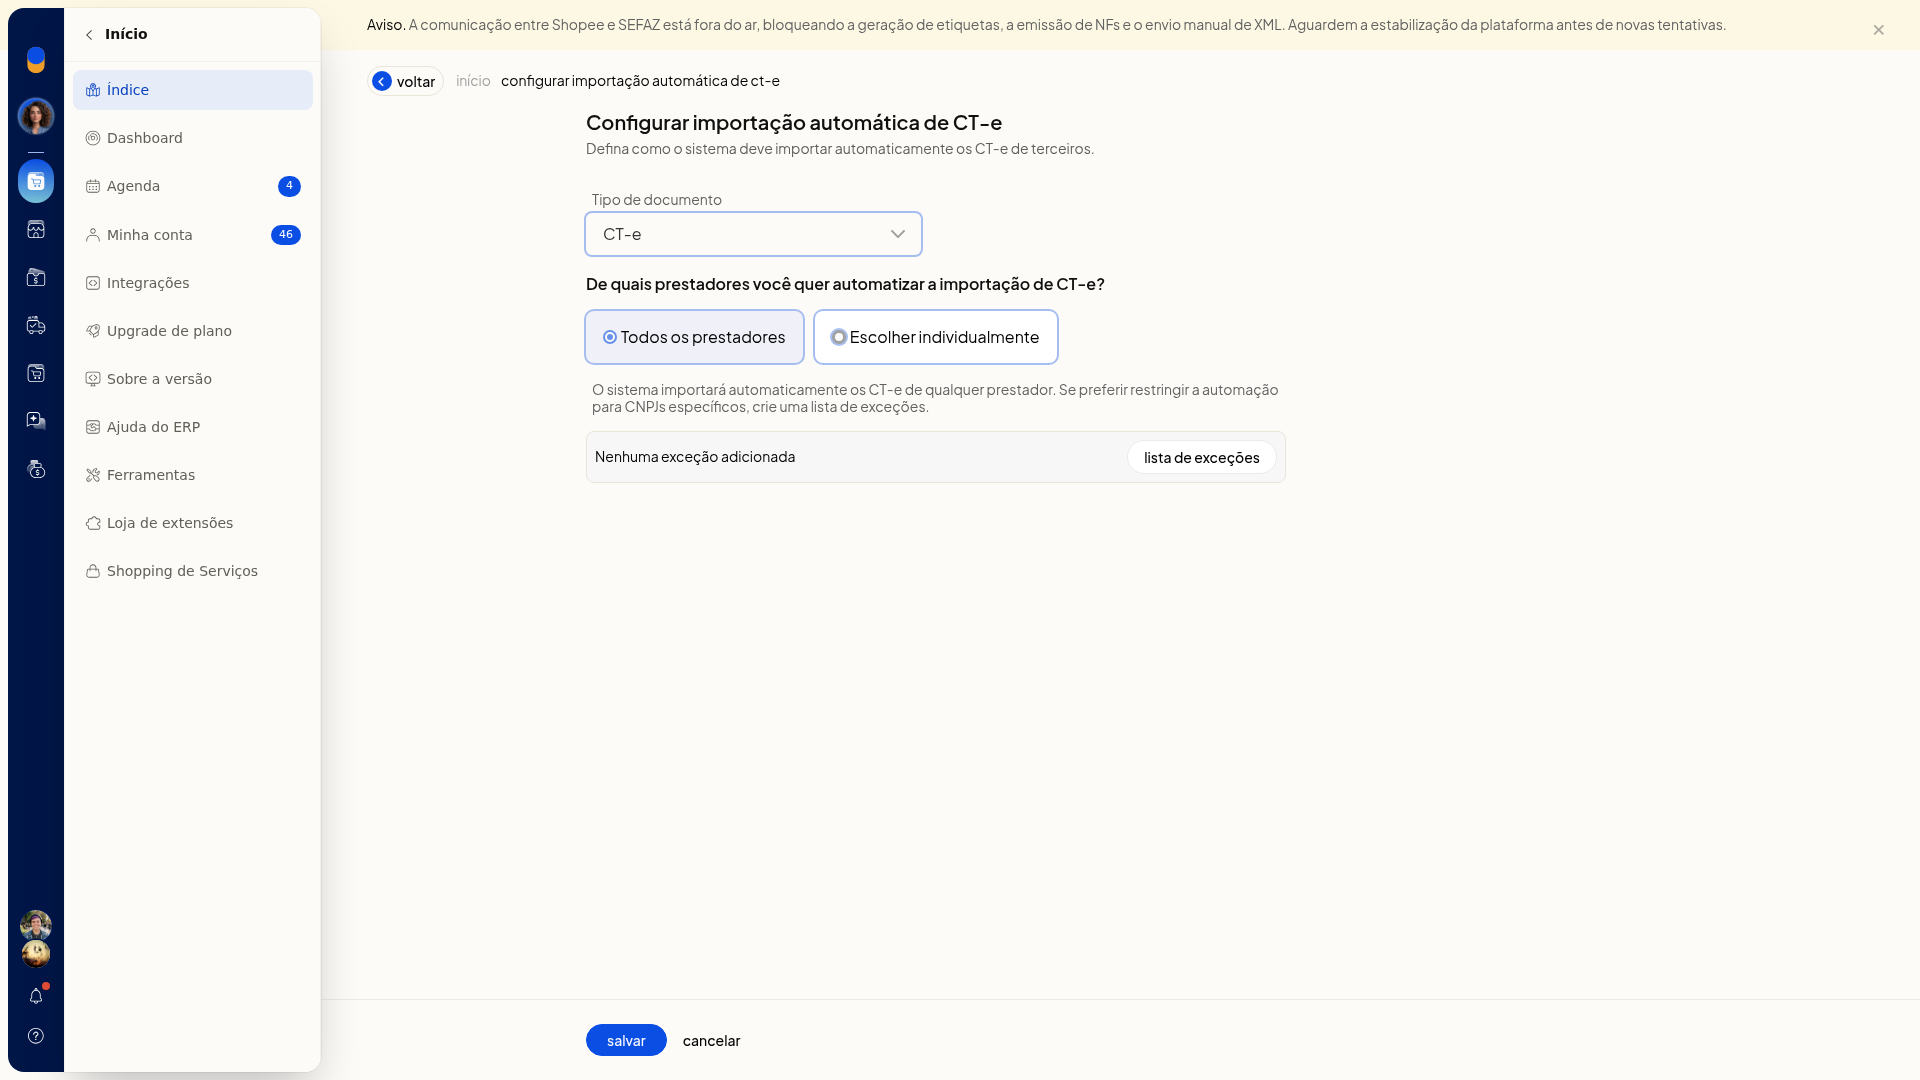 Início
Índice
Dashboard
Agenda
4
Minha conta
46
Integrações
Upgrade de plano
Sobre a versão
Ajuda do ERP
Ferramentas
Loja de extensões
Shopping de Serviços
Aviso. A comunicação entre Shopee e SEFAZ está fora do ar, bloqueando a geração de etiquetas, a emissão de NFs e o envio manual de XML. Aguardem a estabilização da plataforma antes de novas tentativas.
voltar
início
configurar importação automática de ct-e
Configurar importação automática de CT-e
Defina como o sistema deve importar automaticamente os CT-e de terceiros.
Tipo de documento
CT-e
De quais prestadores você quer automatizar a importação de CT-e?
Todos os prestadores
Escolher individualmente
O sistema importará automaticamente os CT-e de qualquer prestador. Se preferir restringir a automação
para CNPJs específicos, crie uma lista de exceções.
Nenhuma exceção adicionada
lista de exceções
salvar
cancelar